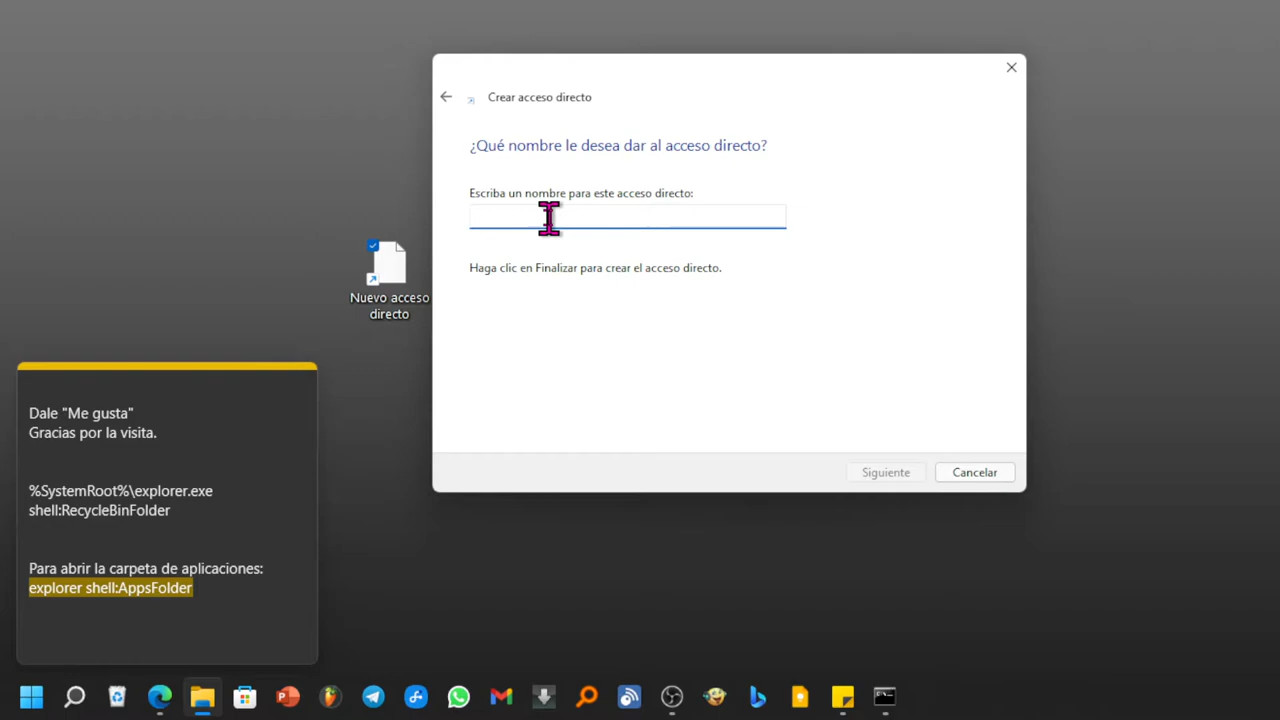 Crear acceso directo
¿Qué nombre le desea dar al acceso directo?
Escriba un nombre para este acceso directo:
Haga clic en Finalizar para crear el acceso directo.
Siguiente
Cancelar
Nuevo acceso
directo
Dale "Me gusta"
Gracias por la visita.
%SystemRoot%\explorer.exe
shell:RecycleBinFolder
Para abrir la carpeta de aplicaciones:
explorer shell:AppsFolder